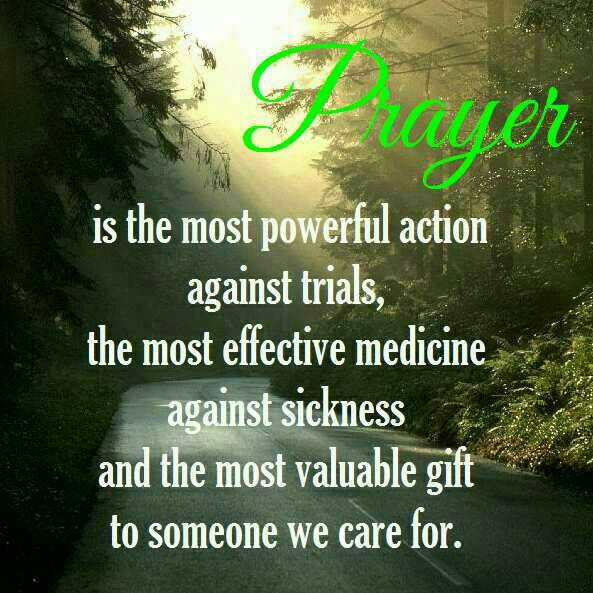 Prayer
is the most powerful action
against trials,
the most effective medicine
against sickness
and the most valuable gift
to someone we care for.